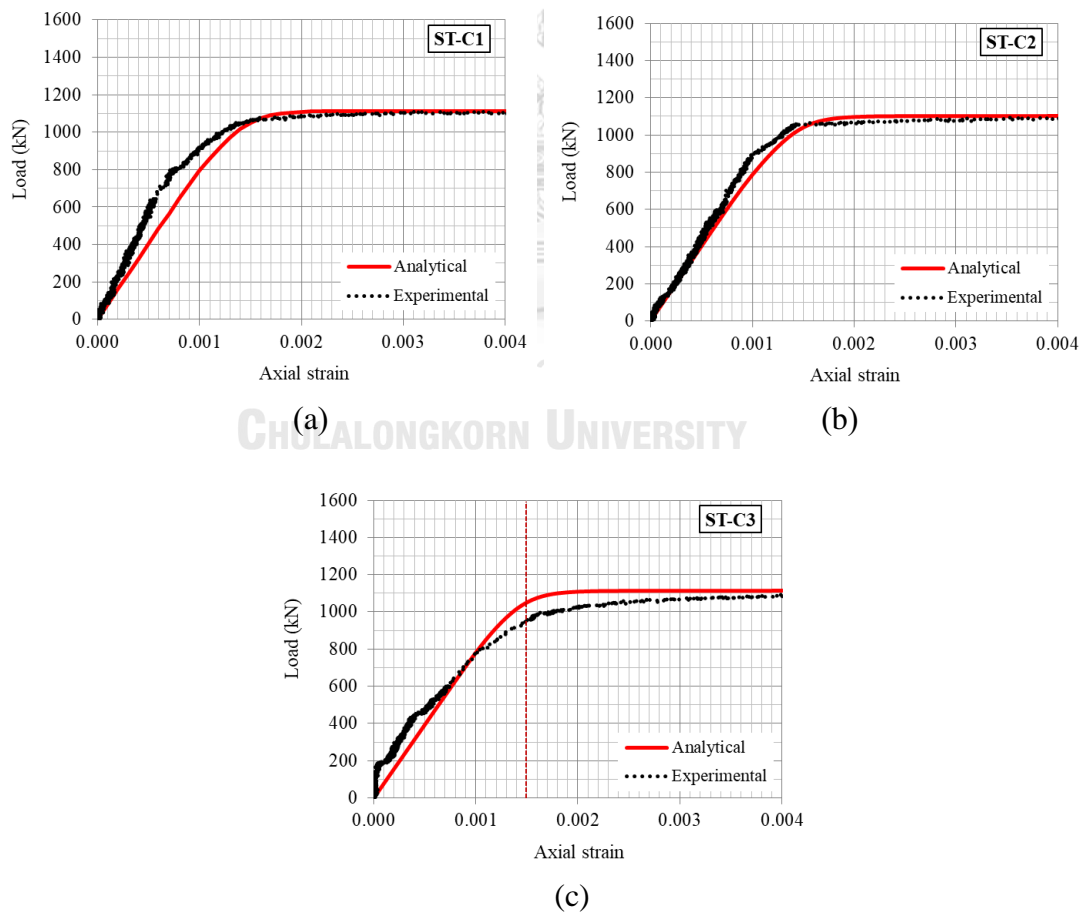 ST-C1
1600
1400
1200
1000
800
600
400
200
0
Load (kN)
Analytical
Experimental
0.000 0.001 0.002 0.003 0.004
Axial strain
(a)
ST-C2
1600
1400
1200
1000
800
600
400
200
0
Load (kN)
Analytical
Experimental
0.000 0.001 0.002 0.003 0.004
Axial strain
(b)
CHULALONGKORN UNIVERSITY
ST-C3
1600
1400
1200
1000
800
600
400
200
0
Load (kN)
Analytical
Experimental
0.000 0.001 0.002 0.003 0.004
Axial strain
(c)